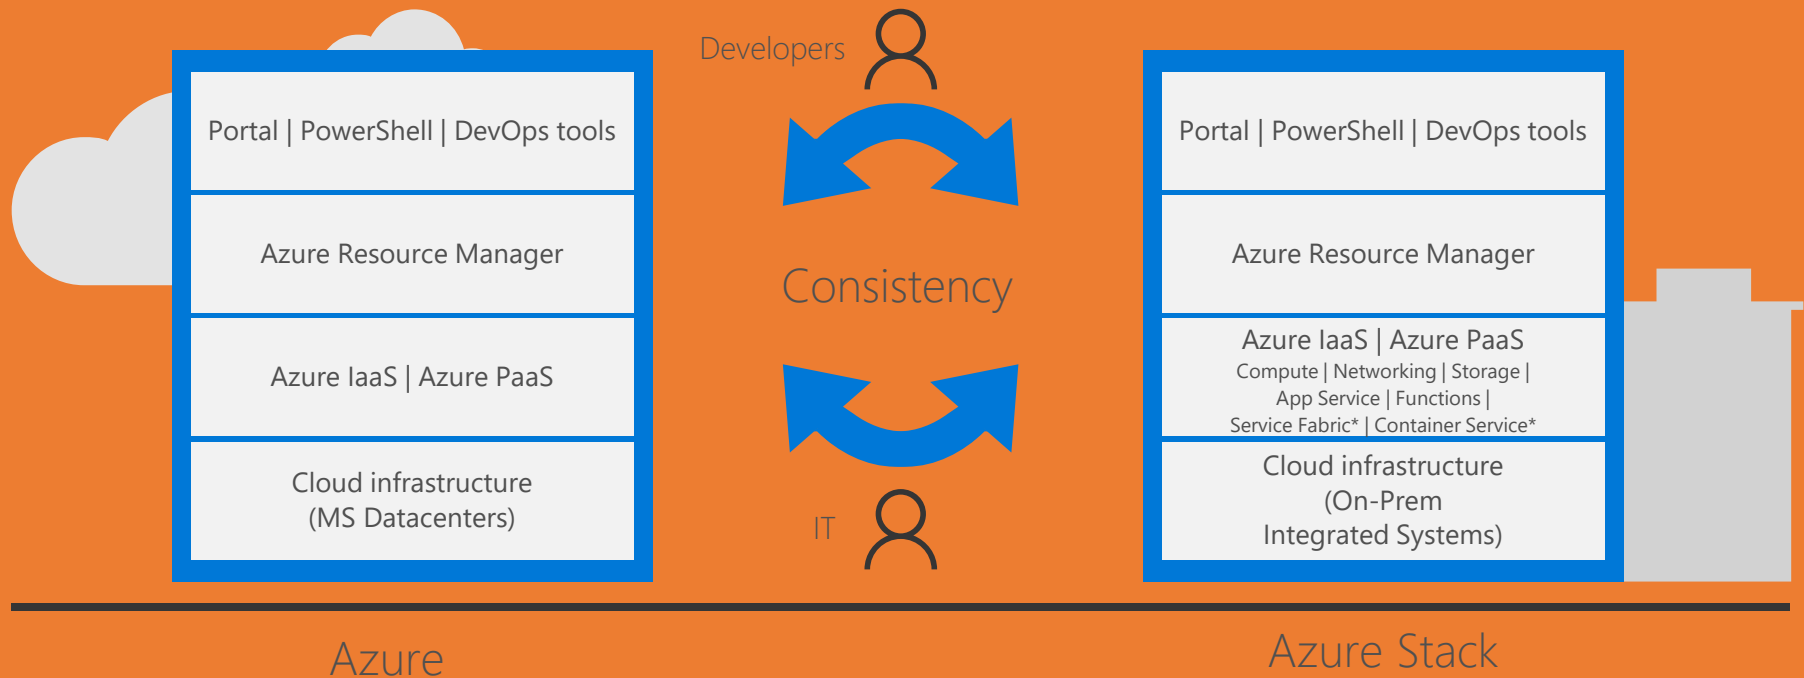 Portal | PowerShell | DevOps tools
Azure Resource Manager
Azure IaaS | Azure PaaS
Cloud infrastructure
(MS Datacenters)
Azure
Developers
Consistency
IT
Portal | PowerShell | DevOps tools
Azure Resource Manager
Azure IaaS | Azure PaaS
Compute | Networking | Storage |
App Service | Functions |
Service Fabric* | Container Service*
Cloud infrastructure
(On-Prem
Integrated Systems)
Azure Stack